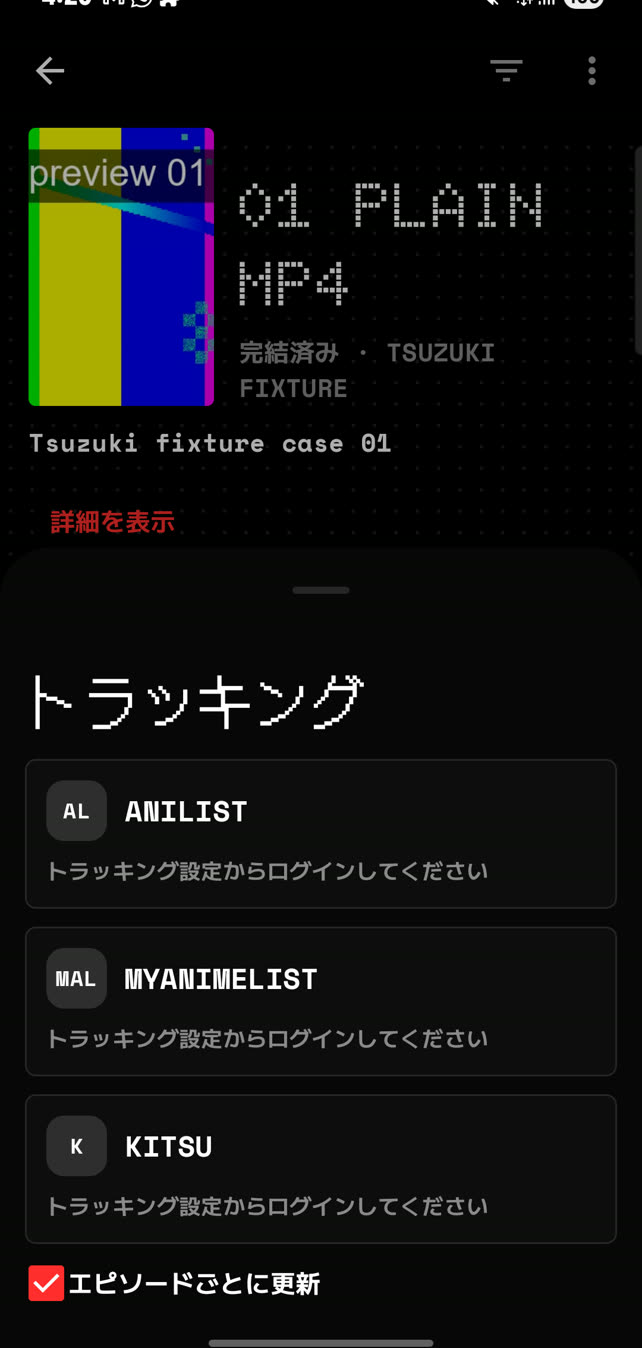 preview 01
01 PLAIN
MP4
完結済み · TSUZUKI
FIXTURE
Tsuzuki fixture case 01
詳細を表示
トラッキング
AL ANILIST
トラッキング設定からログインしてください
MAL MYANIMELIST
トラッキング設定からログインしてください
K KITSU
トラッキング設定からログインしてください
エピソードごとに更新